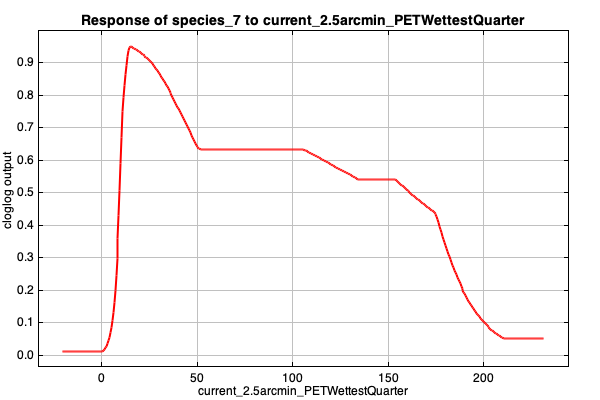 Response of species_7 to current_2.5arcmin_PETWettestQuarter
0.9
0.8
0.7
0.6
0.5
0.4
0.3
0.2
0.1
0.0
cloglog output
0 50 100 150 200
current_2.5arcmin_PETWettestQuarter